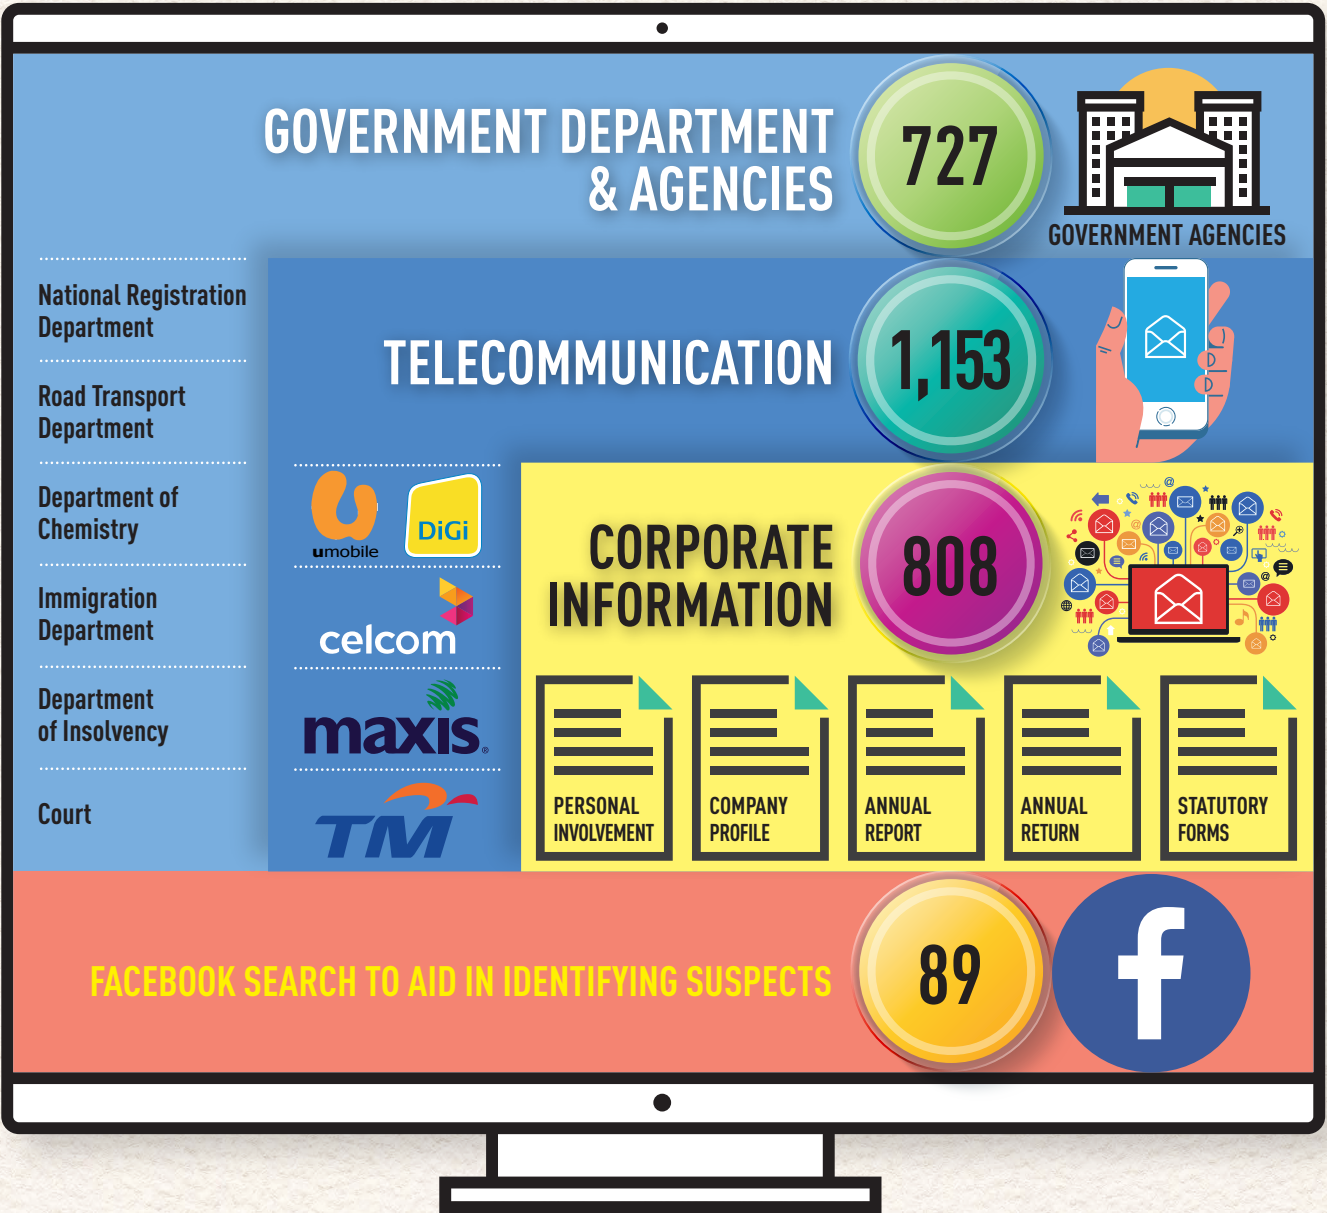 GOVERNMENT DEPARTMENT
& AGENCIES
727
GOVERNMENT AGENCIES
National Registration
Department
Road Transport
Department
Department of
Chemistry
Immigration
Department
Department
of Insolvency
Court
TELECOMMUNICATION
1,153
umobile
DiGi
celcom
maxis
TM
CORPORATE
INFORMATION
808
PERSONAL
INVOLVEMENT
COMPANY
PROFILE
ANNUAL
REPORT
ANNUAL
RETURN
STATUTORY
FORMS
FACEBOOK SEARCH TO AID IN IDENTIFYING SUSPECTS
89
f